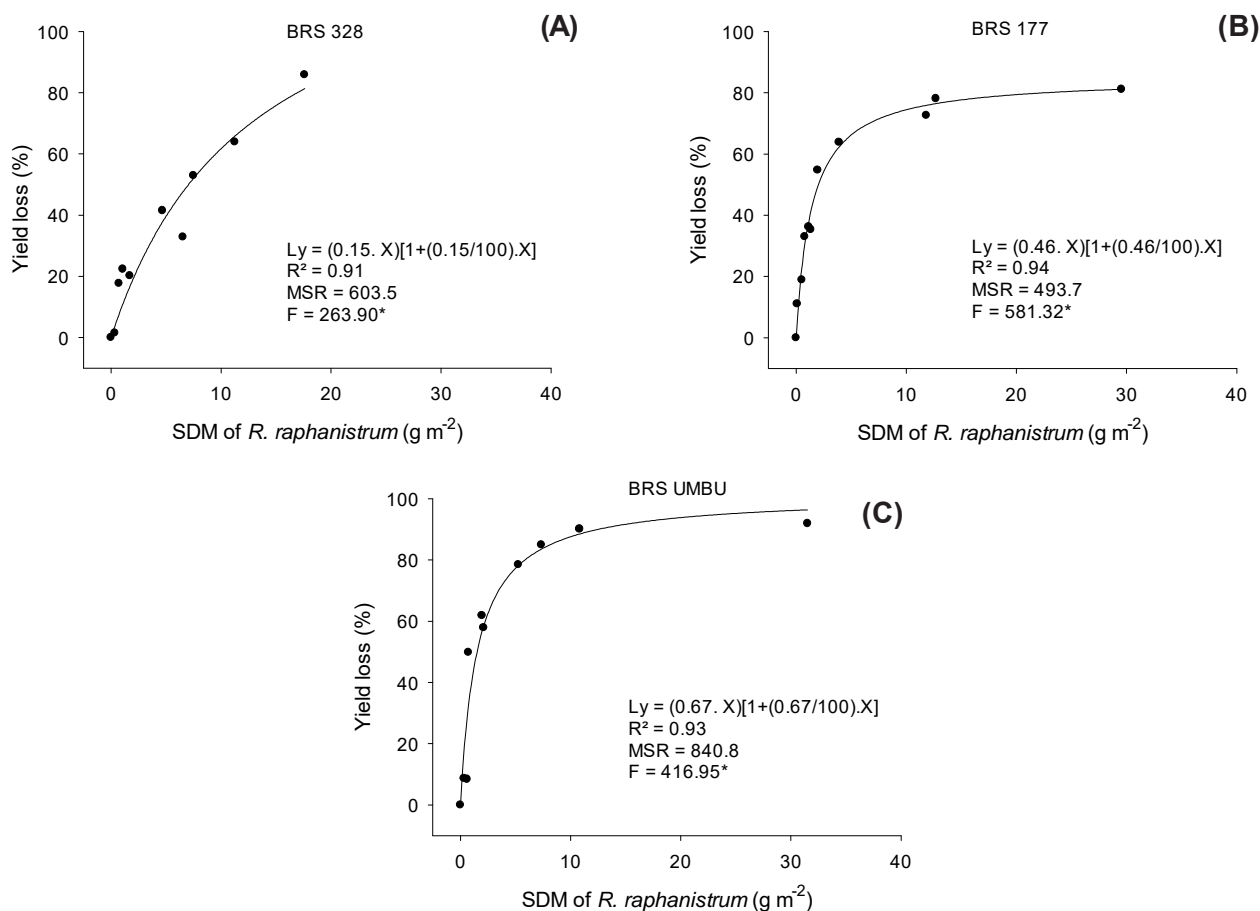 BRS 328
(A)
100
80
60
40
20
0
Yield loss (%)
Ly = (0.15. X)[1+(0.15/100).X]
R² = 0.91
MSR = 603.5
F = 263.90*
0 10 20 30 40
SDM of R. raphanistrum (g m-2)
BRS 177
(B)
100
80
60
40
20
0
Yield loss (%)
Ly = (0.46. X)[1+(0.46/100).X]
R² = 0.94
MSR = 493.7
F = 581.32*
0 10 20 30 40
SDM of R. raphanistrum (g m-2)
BRS UMBU
(C)
100
80
60
40
20
0
Yield loss (%)
Ly = (0.67. X)[1+(0.67/100).X]
R² = 0.93
MSR = 840.8
F = 416.95*
0 10 20 30 40
SDM of R. raphanistrum (g m-2)